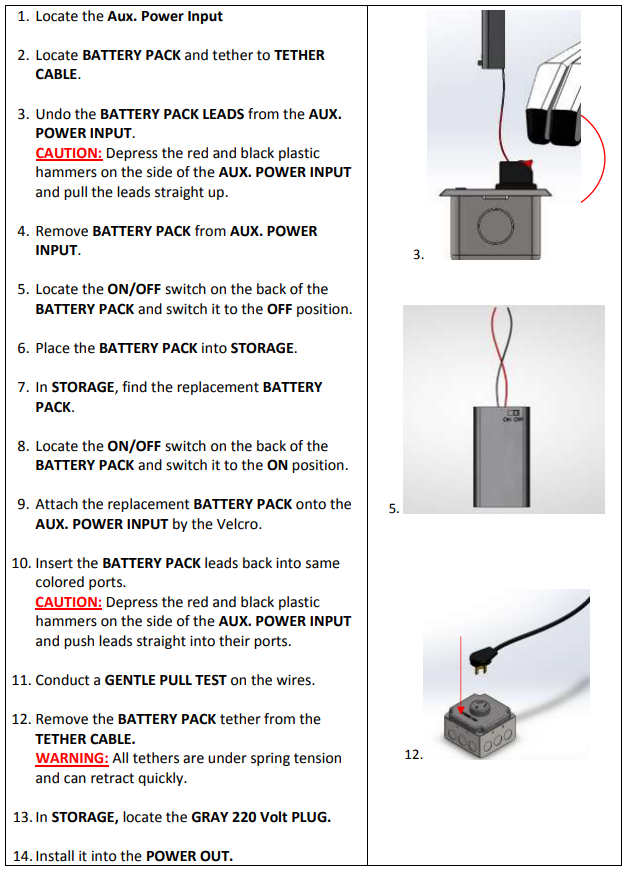 1. Locate the Aux. Power Input
2. Locate BATTERY PACK and tether to TETHER
CABLE.
3. Undo the BATTERY PACK LEADS from the AUX.
POWER INPUT.
CAUTION: Depress the red and black plastic
hammers on the side of the AUX. POWER INPUT
and pull the leads straight up.
4. Remove BATTERY PACK from AUX. POWER
INPUT.
5. Locate the ON/OFF switch on the back of the
BATTERY PACK and switch it to the OFF position.
6. Place the BATTERY PACK into STORAGE.
7. In STORAGE, find the replacement BATTERY
PACK.
8. Locate the ON/OFF switch on the back of the
BATTERY PACK and switch it to the ON position.
9. Attach the replacement BATTERY PACK onto the
AUX. POWER INPUT by the Velcro.
10. Insert the BATTERY PACK leads back into same
colored ports.
CAUTION: Depress the red and black plastic
hammers on the side of the AUX. POWER INPUT
and push leads straight into their ports.
11. Conduct a GENTLE PULL TEST on the wires.
12. Remove the BATTERY PACK tether from the
TETHER CABLE.
WARNING: All tethers are under spring tension
and can retract quickly.
13. In STORAGE, locate the GRAY 220 Volt PLUG.
14. Install it into the POWER OUT.
3.
ON OFF
5.
12.